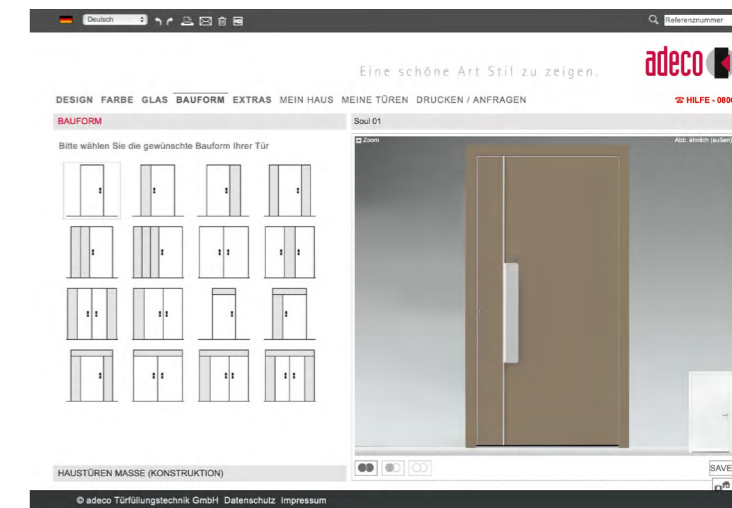 Deutsch
Referenznummer
Eine schöne Art Stil zu zeigen.
adeco
DESIGN FARBE GLAS BAUFORM EXTRAS MEIN HAUS MEINE TÜREN DRUCKEN / ANFRAGEN
HILFE - 0800
BAUFORM
Soul 01
Bitte wählen Sie die gewünschte Bauform Ihrer Tür
Zoom
Abb. ähnlich (außen)
HAUSTÜREN MASSE (KONSTRUKTION)
SAVE
© adeco Türfüllungstechnik GmbH Datenschutz Impressum